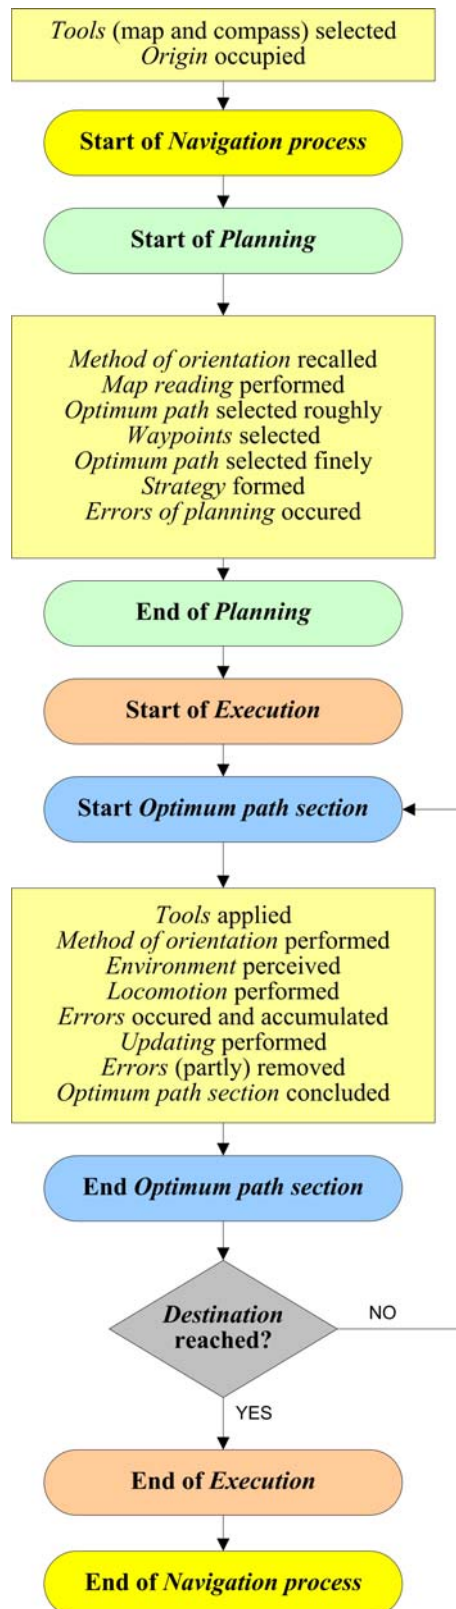 Tools (map and compass) selected
Origin occupied
Start of Navigation process
Start of Planning
Method of orientation recalled
Map reading performed
Optimum path selected roughly
Waypoints selected
Optimum path selected finely
Strategy formed
Errors of planning occured
End of Planning
Start of Execution
Start Optimum path section
Tools applied
Method of orientation performed
Environment perceived
Locomotion performed
Errors occured and accumulated
Updating performed
Errors (partly) removed
Optimum path section concluded
End Optimum path section
Destination
reached?
NO
YES
End of Execution
End of Navigation process